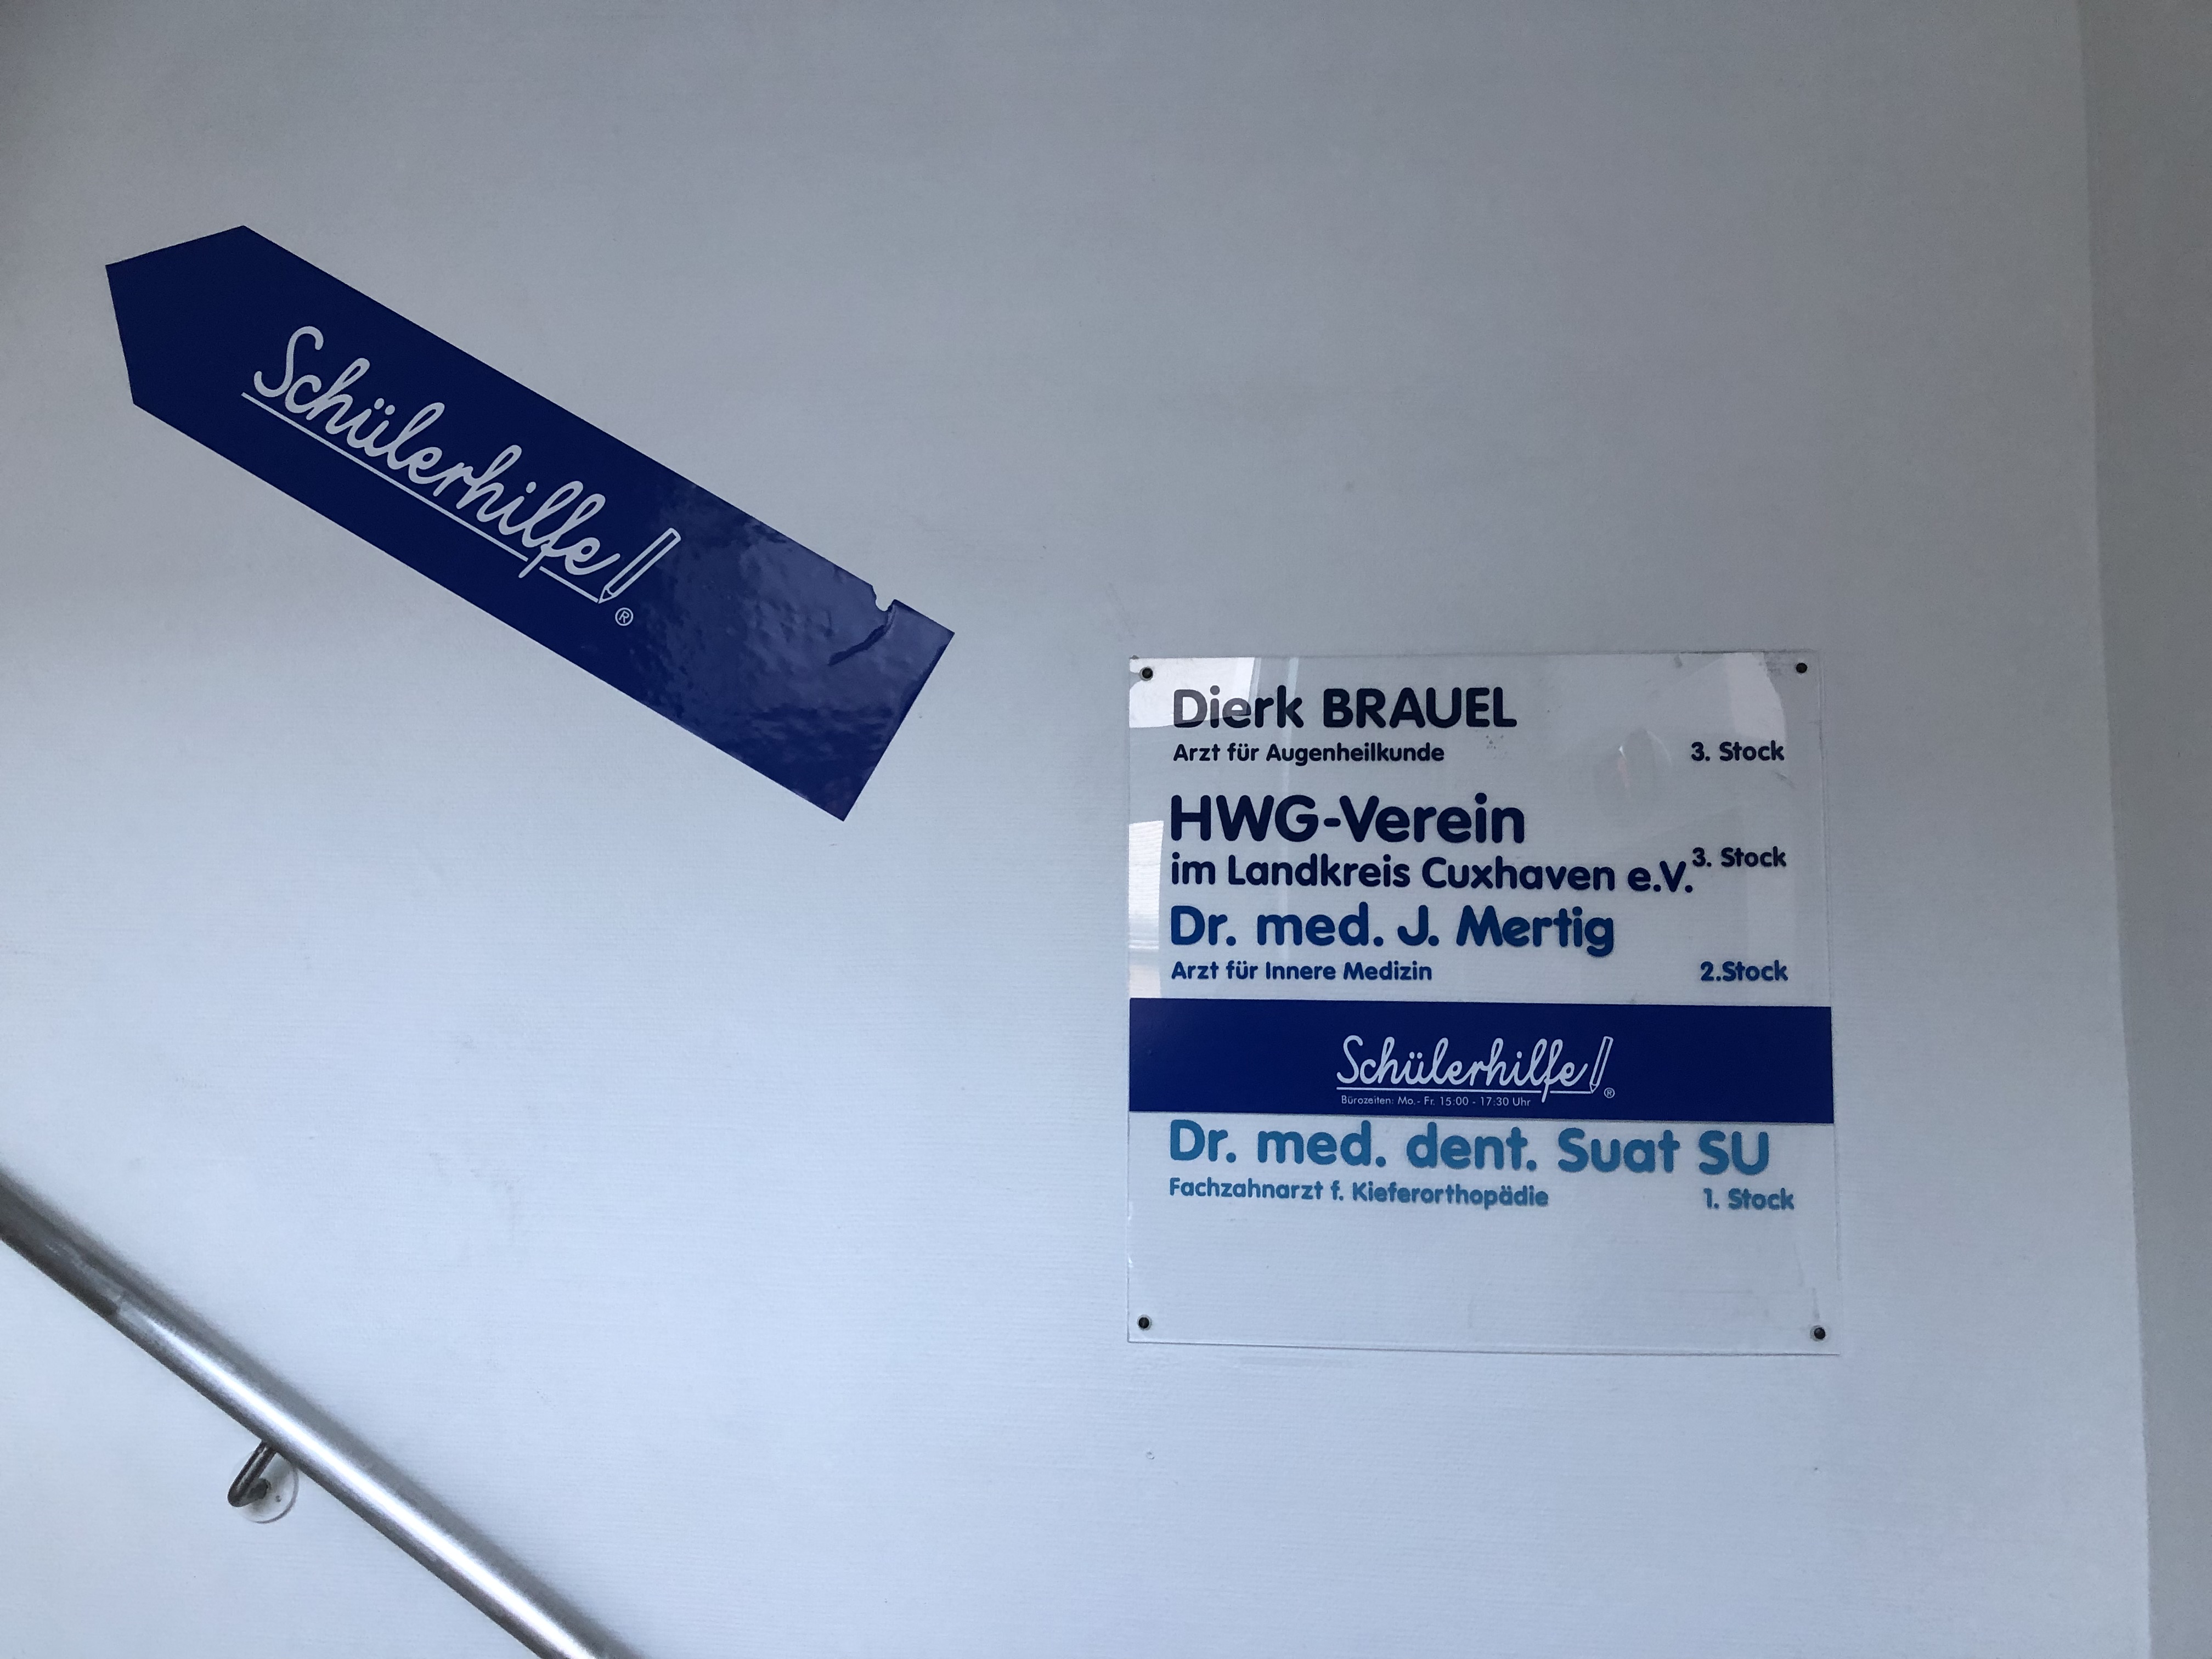 Schülerhilfe!®
Dierk BRAUEL
Arzt für Augenheilkunde 3. Stock
HWG-Verein
im Landkreis Cuxhaven e.V. 3. Stock
Dr. med. J. Mertig
Arzt für Innere Medizin 2.Stock
Schülerhilfe!®
Bürozeiten: Mo.- Fr. 15:00 - 17:30 Uhr
Dr. med. dent. Suat SU
Fachzahnarzt f. Kieferorthopädie 1. Stock